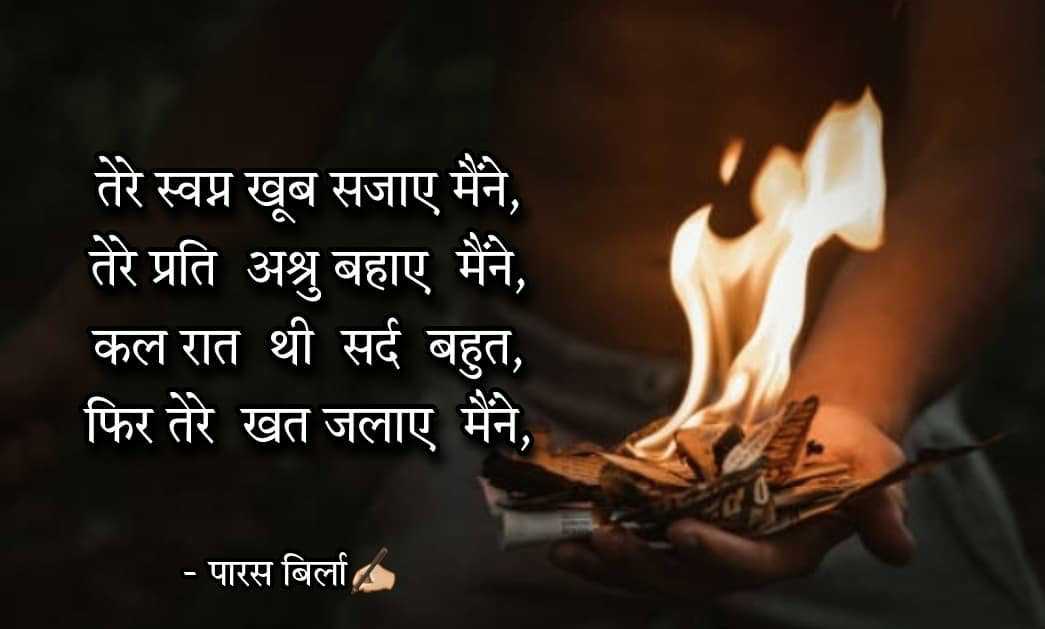 तेरे स्वप्न खूब सजाए मैंने,
तेरे प्रति अश्रु बहाए मैंने,
कल रात थी सर्द बहुत,
फिर तेरे खत जलाए मैंने,
- पारस बिर्ला✍🏼